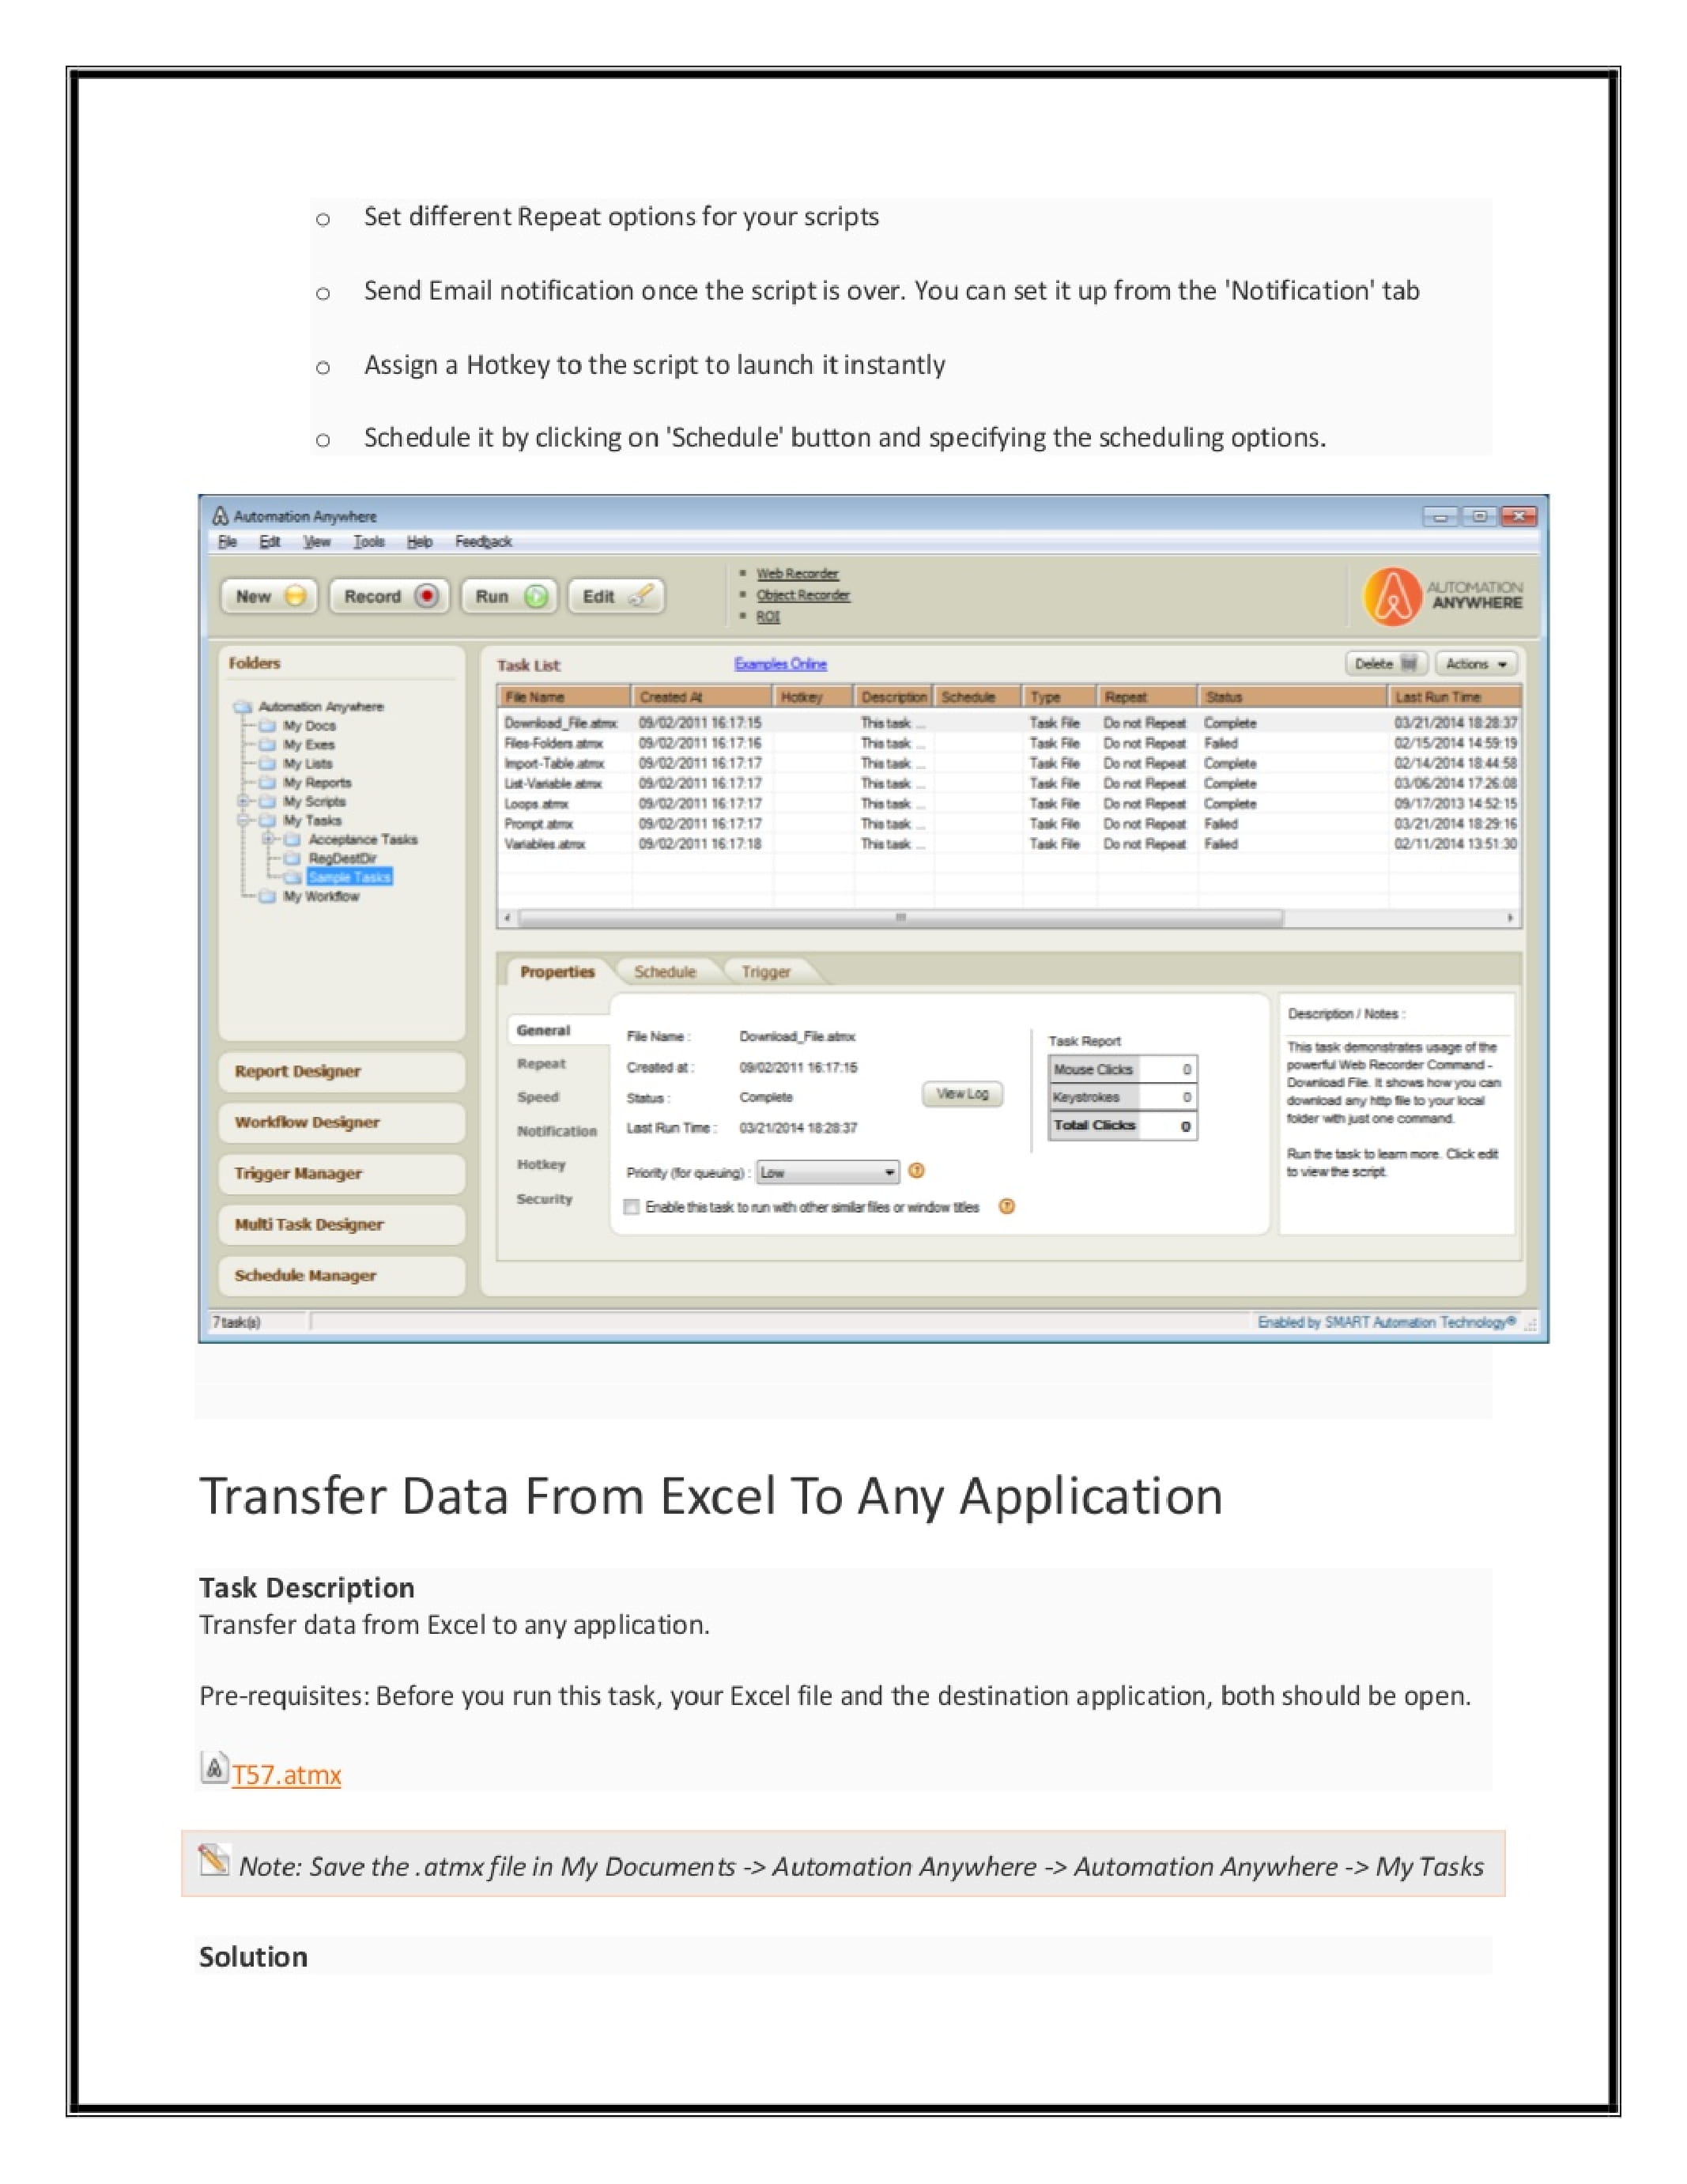 o Set different Repeat options for your scripts
o Send Email notification once the script is over. You can set it up from the 'Notification' tab
o Assign a Hotkey to the script to launch it instantly
o Schedule it by clicking on 'Schedule' button and specifying the scheduling options.
Automation Anywhere
File Edit View Tools Help Feedback
New Record Run Edit
Web Recorder
Object Recorder
ROI
AUTOMATION
ANYWHERE
Folders
Automation Anywhere
My Docs
My Exes
My Lists
My Reports
My Scripts
My Tasks
Acceptance Tasks
RegDestDir
Sample Tasks
My Workflow
Report Designer
Workflow Designer
Trigger Manager
Multi Task Designer
Schedule Manager
Task List Examples Online Delete Actions
File Name Created At Hotkey Description Schedule Type Repeat Status Last Run Time
Download_File.atmx 09/02/2011 16:17:15 This task ... Task File Do not Repeat Complete 03/21/2014 18:28:37
Files-Folders.atmx 09/02/2011 16:17:16 This task ... Task File Do not Repeat Failed 02/15/2014 14:59:19
Import-Table.atmx 09/02/2011 16:17:17 This task ... Task File Do not Repeat Complete 02/14/2014 18:44:58
List-Variable.atmx 09/02/2011 16:17:17 This task ... Task File Do not Repeat Complete 03/06/2014 17:26:08
Loops.atmx 09/02/2011 16:17:17 This task ... Task File Do not Repeat Complete 09/17/2013 14:52:15
Prompt.atmx 09/02/2011 16:17:17 This task ... Task File Do not Repeat Failed 03/21/2014 18:29:16
Variables.atmx 09/02/2011 16:17:18 This task ... Task File Do not Repeat Failed 02/11/2014 13:51:30
Properties Schedule Trigger
General
Repeat
Speed
Notification
Hotkey
Security
File Name : Download_File.atmx
Created at : 09/02/2011 16:17:15
Status : Complete
Last Run Time : 03/21/2014 18:28:37
View Log
Priority (for queuing) : Low
Enable this task to run with other similar files or window titles
Task Report
Mouse Clicks 0
Keystrokes 0
Total Clicks 0
Description / Notes :
This task demonstrates usage of the
powerful Web Recorder Command -
Download File. It shows how you can
download any http file to your local
folder with just one command.
Run the task to learn more. Click edit
to view the script.
7 task(s) Enabled by SMART Automation Technology®
Transfer Data From Excel To Any Application
Task Description
Transfer data from Excel to any application.
Pre-requisites: Before you run this task, your Excel file and the destination application, both should be open.
T57.atmx
Note: Save the .atmx file in My Documents -> Automation Anywhere -> Automation Anywhere -> My Tasks
Solution